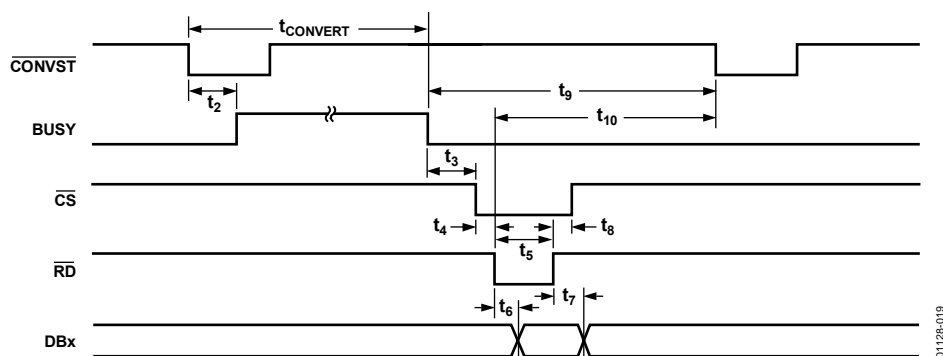 tCONVERT
CONVST
t2
t9
t10
BUSY
t3
CS
t4
t8
t5
RD
t6
t7
DBx
01128-019